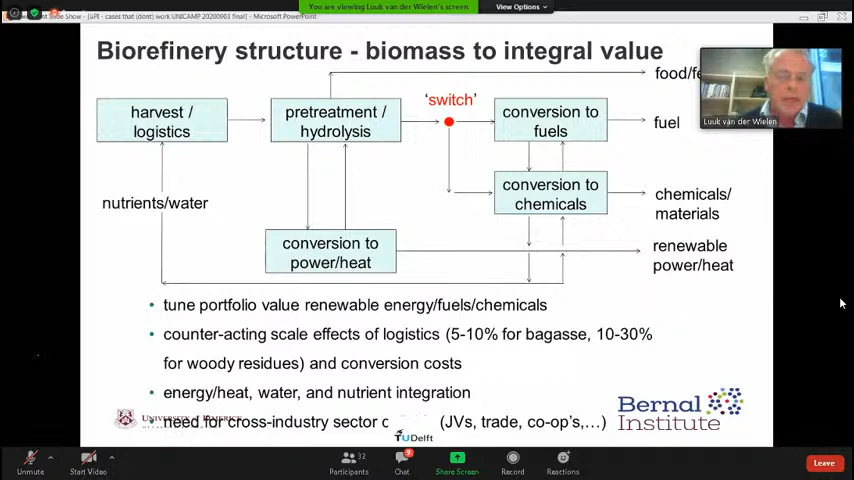 Slide Show - [&PI - cases that (dont) work UNICAMP 20200903 final] - Microsoft PowerPoint
You are viewing Luuk van der Wielen's screen
View Options
Biorefinery structure - biomass to integral value
food/fe
harvest /
logistics
pretreatment /
hydrolysis
'switch'
conversion to
fuels
fuel
Luuk van der Wielen
conversion to
chemicals
chemicals/
materials
nutrients/water
conversion to
power/heat
renewable
power/heat
• tune portfolio value renewable energy/fuels/chemicals
• counter-acting scale effects of logistics (5-10% for bagasse, 10-30%
for woody residues) and conversion costs
• energy/heat, water, and nutrient integration
• need for cross-industry sector c (JVs, trade, co-op's,…)
TUDelft
Bernal
Institute
Unmute
Start Video
32
Participants
9
Chat
Share Screen
Record
Reactions
Leave